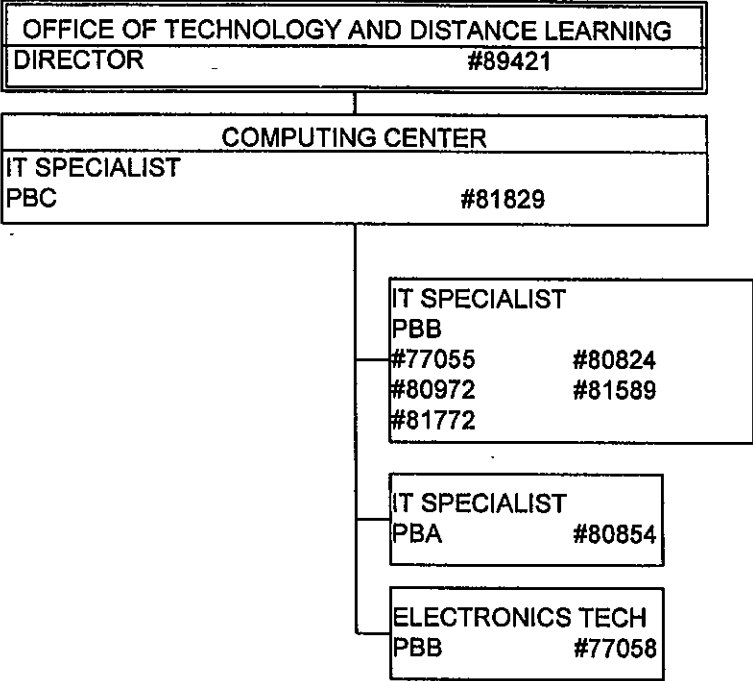 OFFICE OF TECHNOLOGY AND DISTANCE LEARNING
DIRECTOR #89421
COMPUTING CENTER
IT SPECIALIST
PBC #81829
IT SPECIALIST
PBB
#77055 #80824
#80972 #81589
#81772
IT SPECIALIST
PBA #80854
ELECTRONICS TECH
PBB #77058